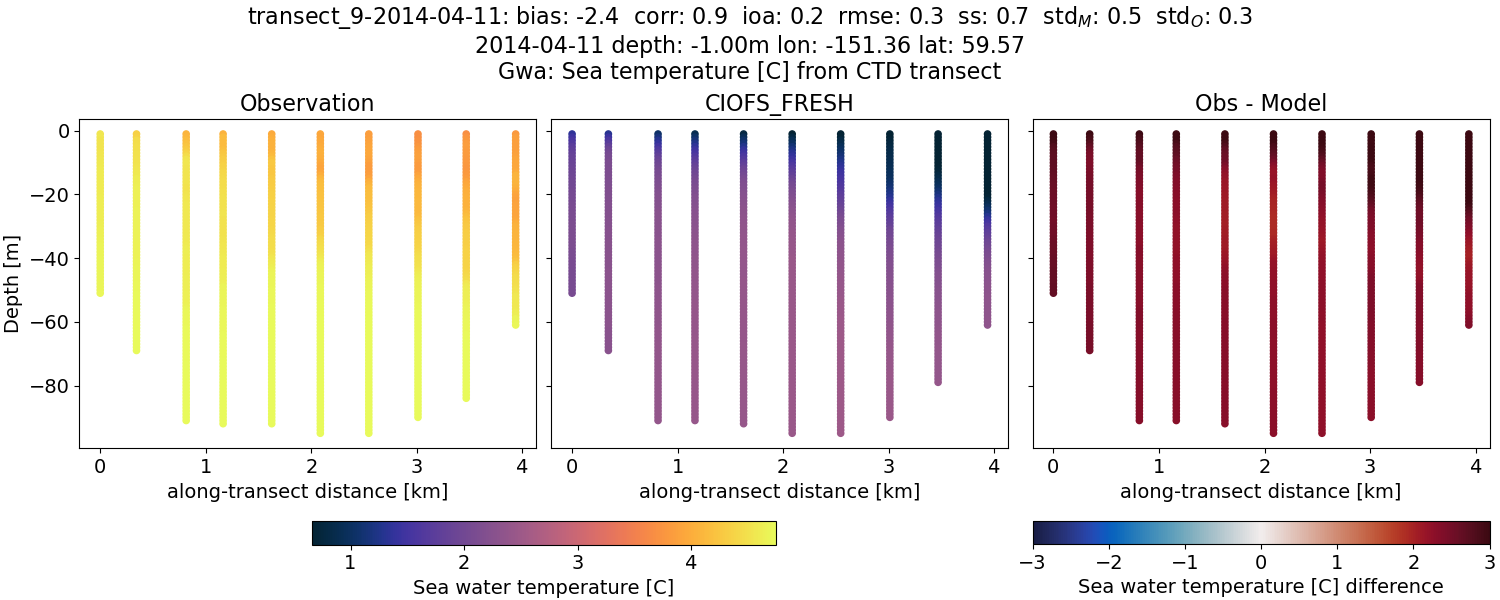 transect_9-2014-04-11: bias: -2.4  corr: 0.9  ioa: 0.2  rmse: 0.3  ss: 0.7  std_M: 0.5  std_O: 0.3
2014-04-11 depth: -1.00m lon: -151.36 lat: 59.57
Gwa: Sea temperature [C] from CTD transect
Observation
CIOFS_FRESH
Obs - Model
Depth [m]
0
−20
−40
−60
−80
0 1 2 3 4
0 1 2 3 4
0 1 2 3 4
along-transect distance [km]
along-transect distance [km]
along-transect distance [km]
1 2 3 4
Sea water temperature [C]
−3 −2 −1 0 1 2 3
Sea water temperature [C] difference